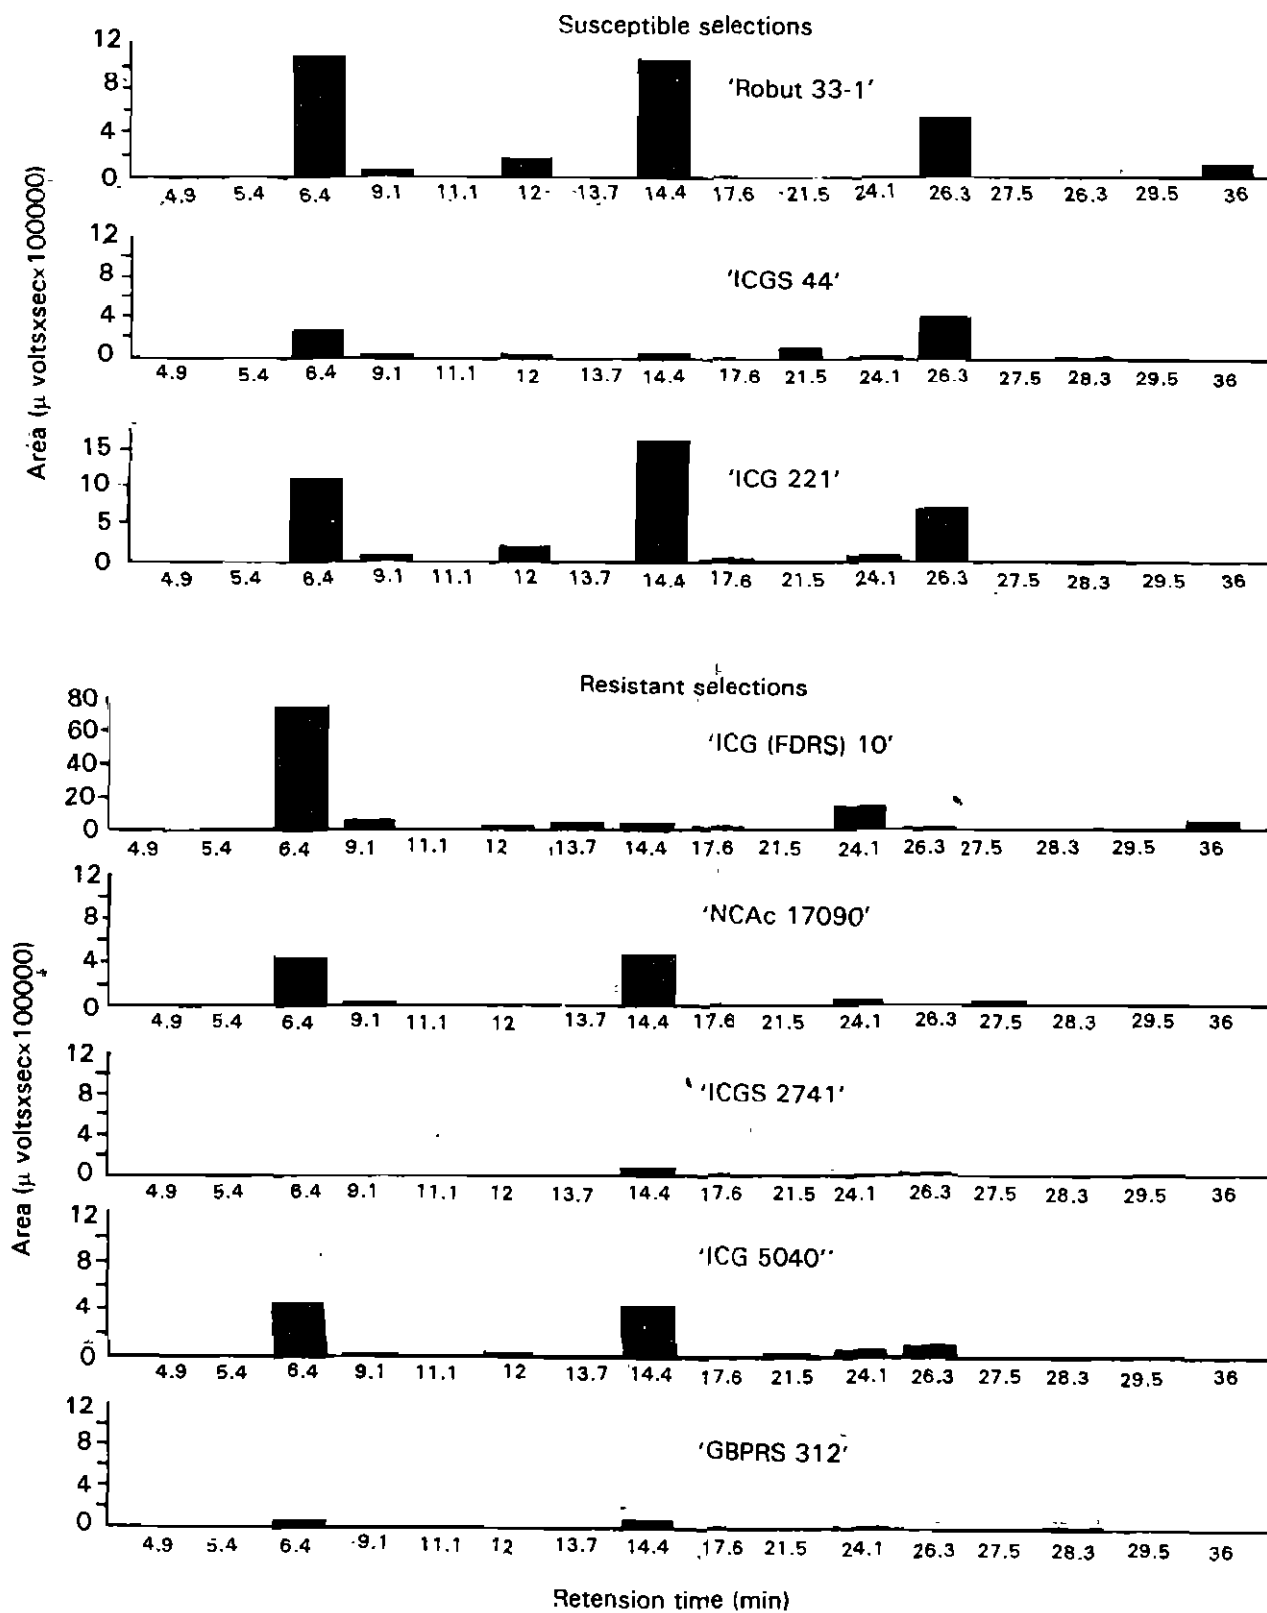 Susceptible selections
Area (μ voltsxsecx100000)
12
8
4
0
'Robut 33-1'
4.9 5.4 6.4 9.1 11.1 12 13.7 14.4 17.6 21.5 24.1 26.3 27.5 26.3 29.5 36
12
8
4
0
'ICGS 44'
4.9 5.4 6.4 9.1 11.1 12 13.7 14.4 17.6 21.5 24.1 26.3 27.5 28.3 29.5 36
15
10
5
0
'ICG 221'
4.9 5.4 6.4 9.1 11.1 12 13.7 14.4 17.6 21.5 24.1 26.3 27.5 28.3 29.5 36
Resistant selections
Area (μ voltsxsecx100000)
80
60
40
20
0
'ICG (FDRS) 10'
4.9 5.4 6.4 9.1 11.1 12 13.7 14.4 17.6 21.5 24.1 26.3 27.5 28.3 29.5 36
12
8
4
0
'NCAc 17090'
4.9 5.4 6.4 9.1 11.1 12 13.7 14.4 17.6 21.5 24.1 26.3 27.5 28.3 29.5 36
12
8
4
0
'ICGS 2741'
4.9 5.4 6.4 9.1 11.1 12 13.7 14.4 17.6 21.5 24.1 26.3 27.5 28.3 29.5 36
12
8
4
0
'ICG 5040''
4.9 5.4 6.4 9.1 11.1 12 13.7 14.4 17.6 21.5 24.1 26.3 27.5 28.3 29.5 36
12
8
4
0
'GBPRS 312'
4.9 5.4 6.4 9.1 11.1 12 14.4 17.6 21.5 24.1 26.3 27.5 28.3 29.5 36
Retension time (min)